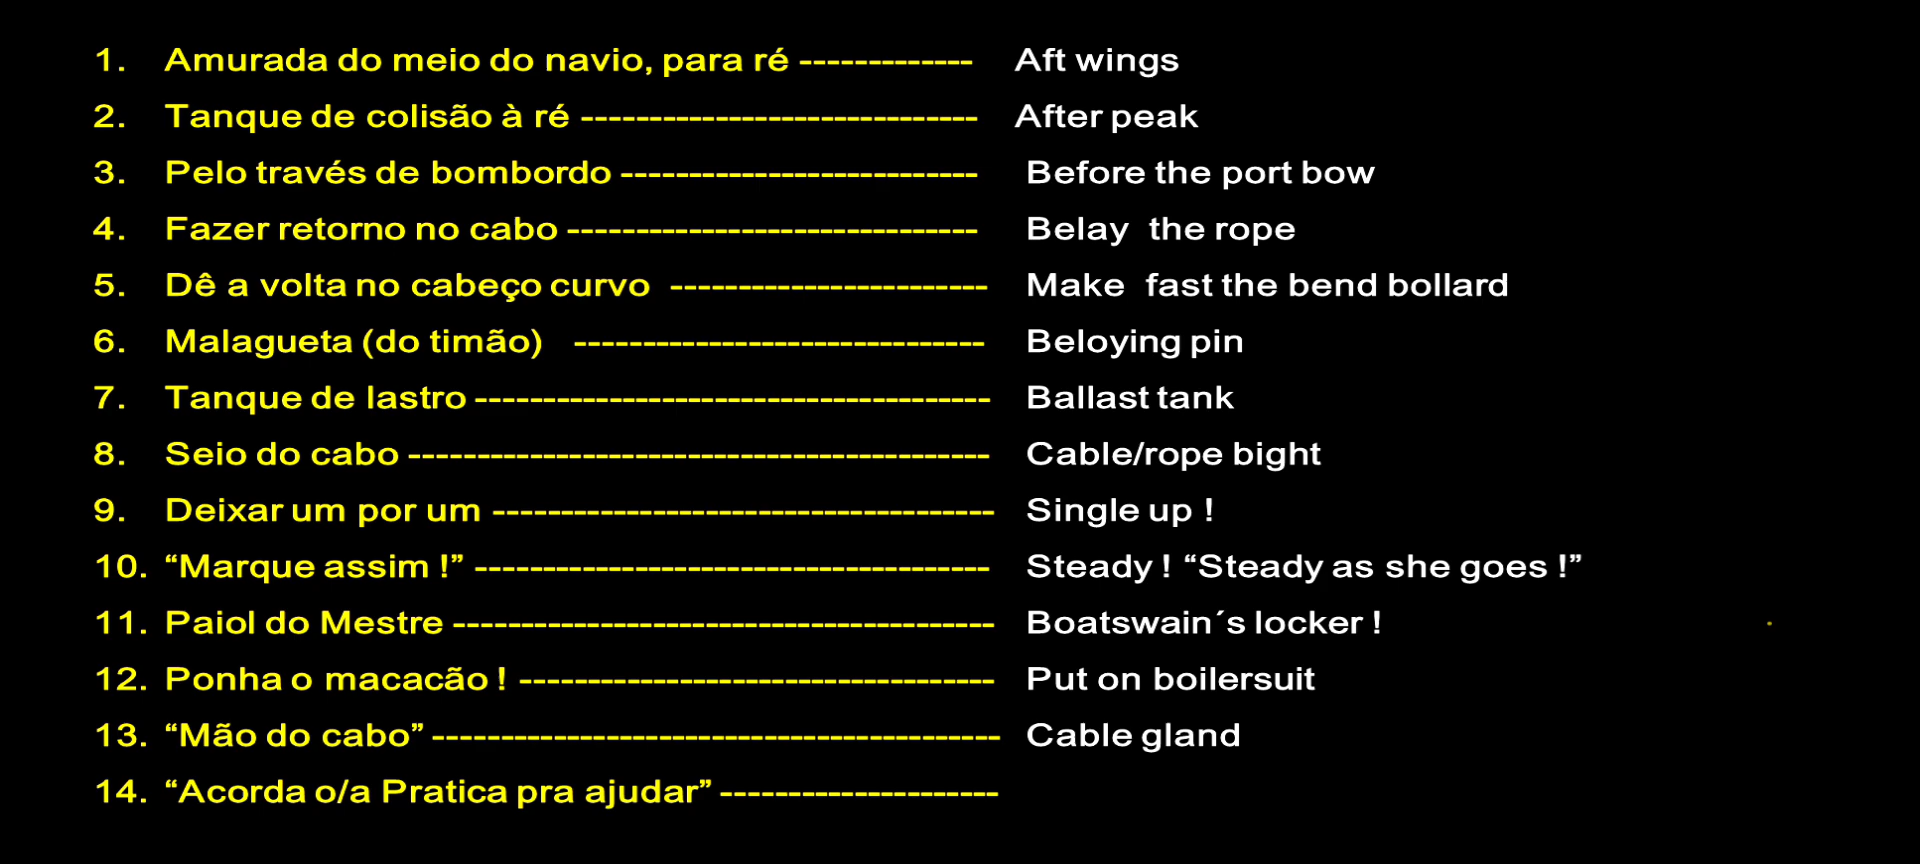 1. Amurada do meio do navio, para ré ------------- Aft wings
2. Tanque de colisão à ré ------------------------------ After peak
3. Pelo través de bombordo --------------------------- Before the port bow
4. Fazer retorno no cabo ------------------------------- Belay the rope
5. Dê a volta no cabeço curvo ------------------------ Make fast the bend bollard
6. Malagueta (do timão) ------------------------------- Beloying pin
7. Tanque de lastro --------------------------------------- Ballast tank
8. Seio do cabo -------------------------------------------- Cable/rope bight
9. Deixar um por um -------------------------------------- Single up !
10. “Marque assim !” --------------------------------------- Steady ! “Steady as she goes !”
11. Paiol do Mestre ----------------------------------------- Boatswain´s locker !
12. Ponha o macacão ! ------------------------------------ Put on boilersuit
13. “Mão do cabo” ------------------------------------------- Cable gland
14. “Acorda o/a Pratica pra ajudar” ---------------------